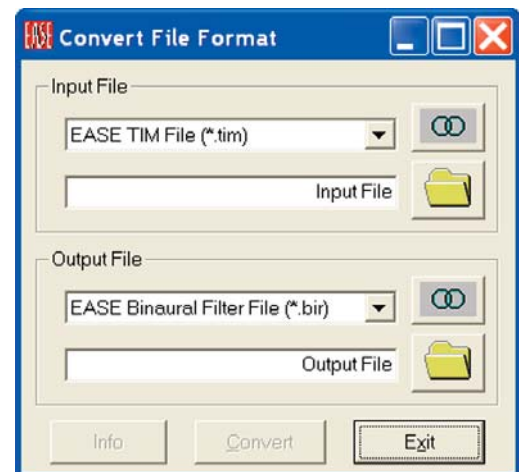 EASE Convert File Format
Input File
EASE TIM File (*.tim)
Input File
Output File
EASE Binaural Filter File (*.bir)
Output File
Info Convert Exit